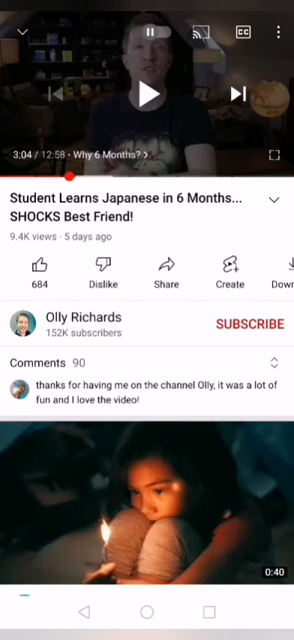 CC
3:04 / 12:58 • Why 6 Months? >
Student Learns Japanese in 6 Months...
SHOCKS Best Friend!
9.4K views · 5 days ago
684
Dislike
Share
Create
Down
Olly Richards
152K subscribers
SUBSCRIBE
Comments 90
thanks for having me on the channel Olly, it was a lot of
fun and I love the video!
0:40